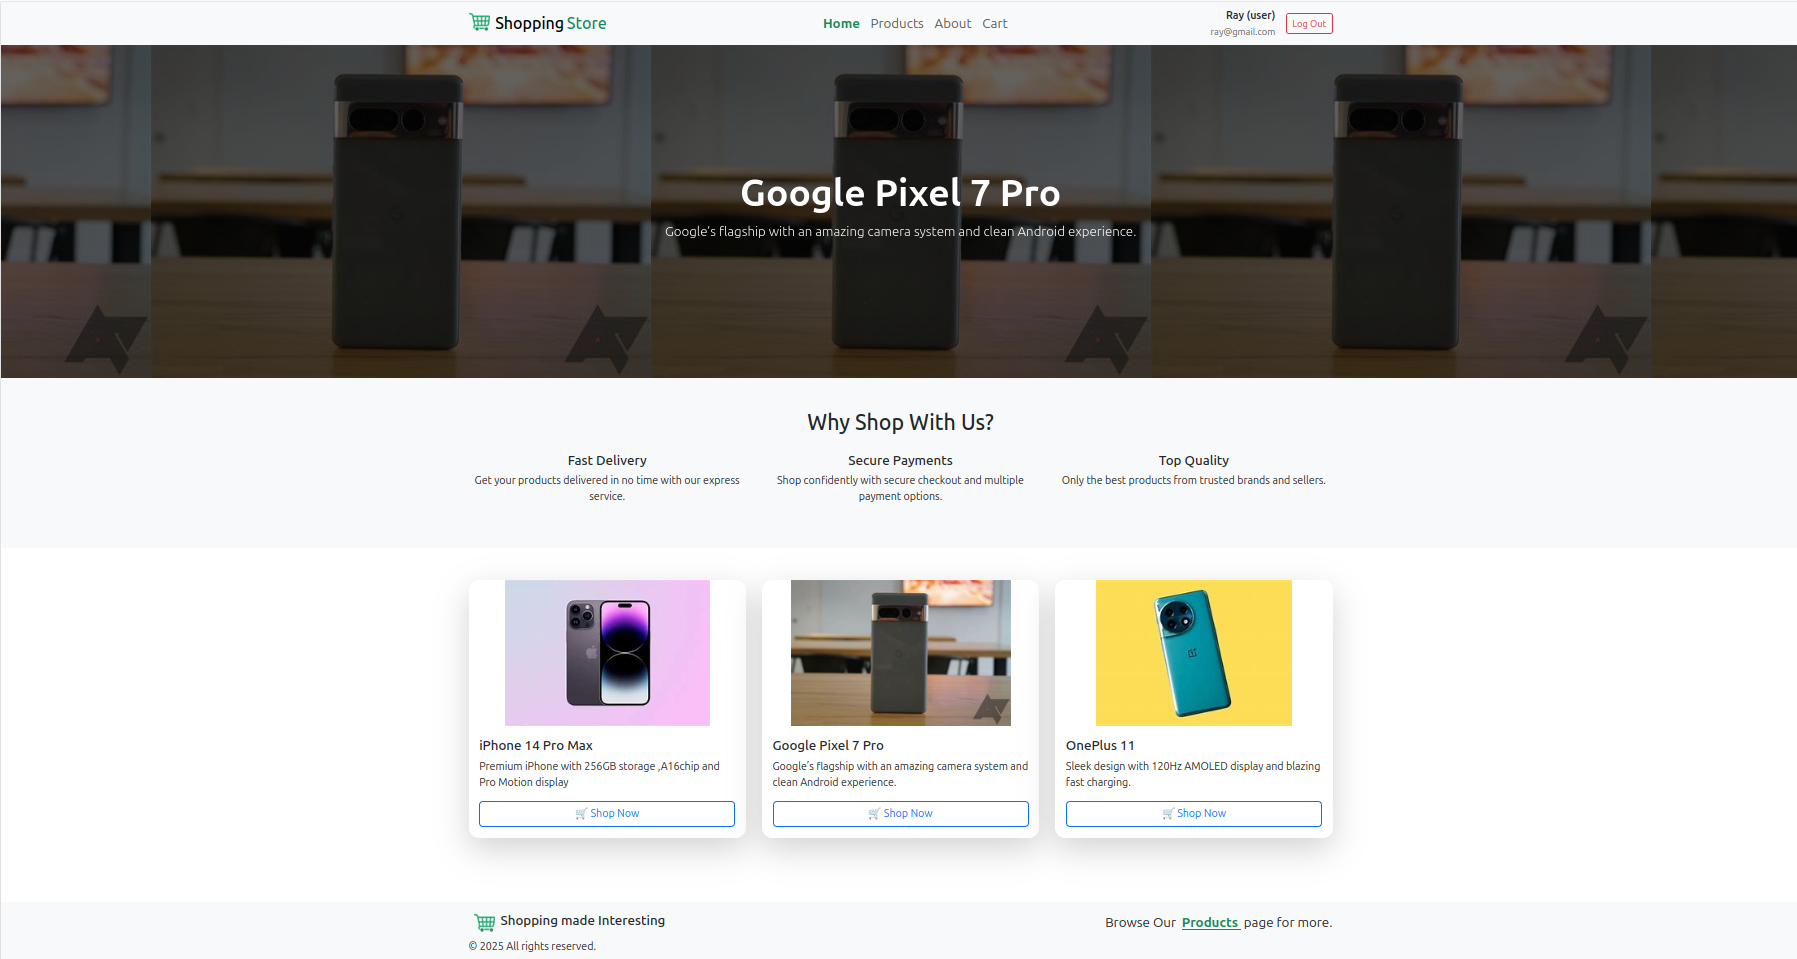 Shopping Store
Home Products About Cart
Ray (user)
ray@gmail.com
Log Out
Google Pixel 7 Pro
Google's flagship with an amazing camera system and clean Android experience.
Why Shop With Us?
Fast Delivery
Get your products delivered in no time with our express
service.
Secure Payments
Shop confidently with secure checkout and multiple
payment options.
Top Quality
Only the best products from trusted brands and sellers.
iPhone 14 Pro Max
Premium iPhone with 256GB storage ,A16chip and
Pro Motion display
🛒 Shop Now
Google Pixel 7 Pro
Google's flagship with an amazing camera system and
clean Android experience.
🛒 Shop Now
OnePlus 11
Sleek design with 120Hz AMOLED display and blazing
fast charging.
🛒 Shop Now
Shopping made Interesting
© 2025 All rights reserved.
Browse Our Products page for more.